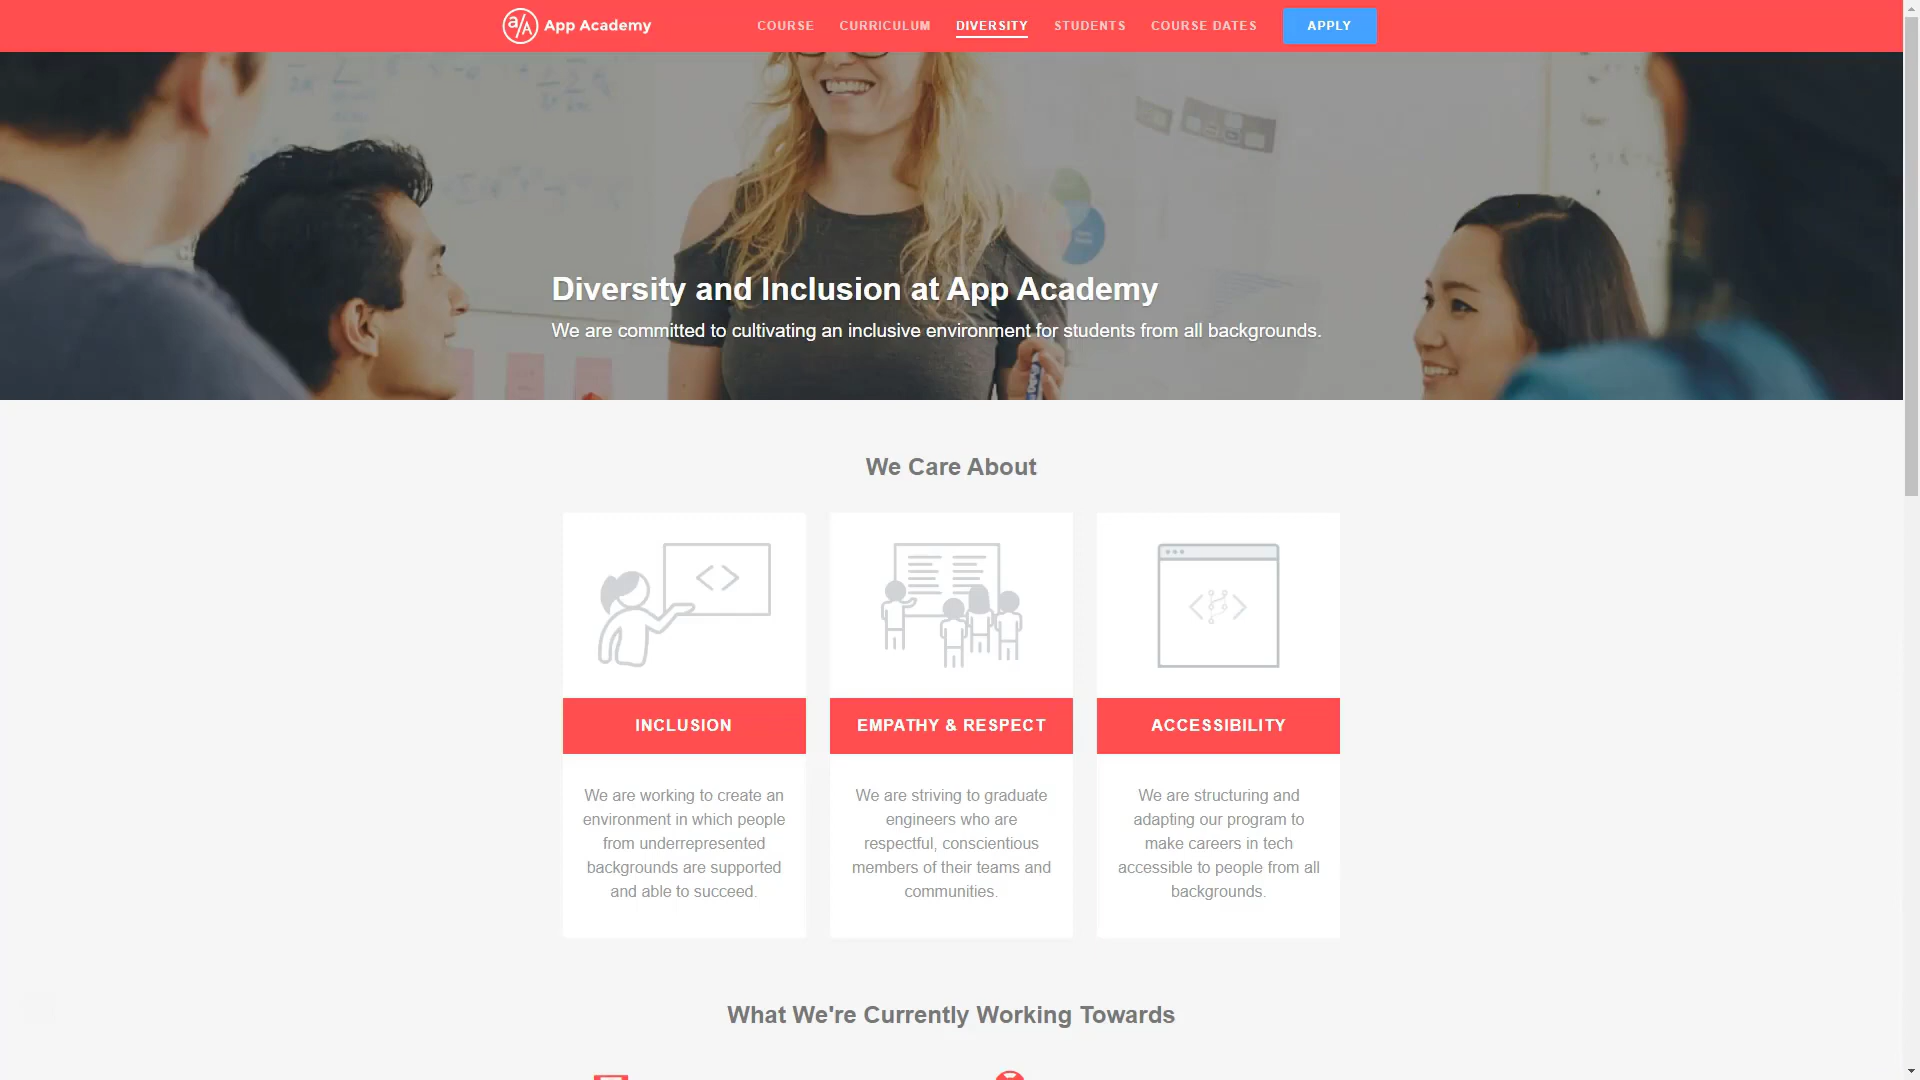 a/A App Academy
COURSE CURRICULUM DIVERSITY STUDENTS COURSE DATES APPLY
Diversity and Inclusion at App Academy
We are committed to cultivating an inclusive environment for students from all backgrounds.
We Care About
INCLUSION
We are working to create an
environment in which people
from underrepresented
backgrounds are supported
and able to succeed.
EMPATHY & RESPECT
We are striving to graduate
engineers who are
respectful, conscientious
members of their teams and
communities.
ACCESSIBILITY
We are structuring and
adapting our program to
make careers in tech
accessible to people from all
backgrounds.
What We're Currently Working Towards